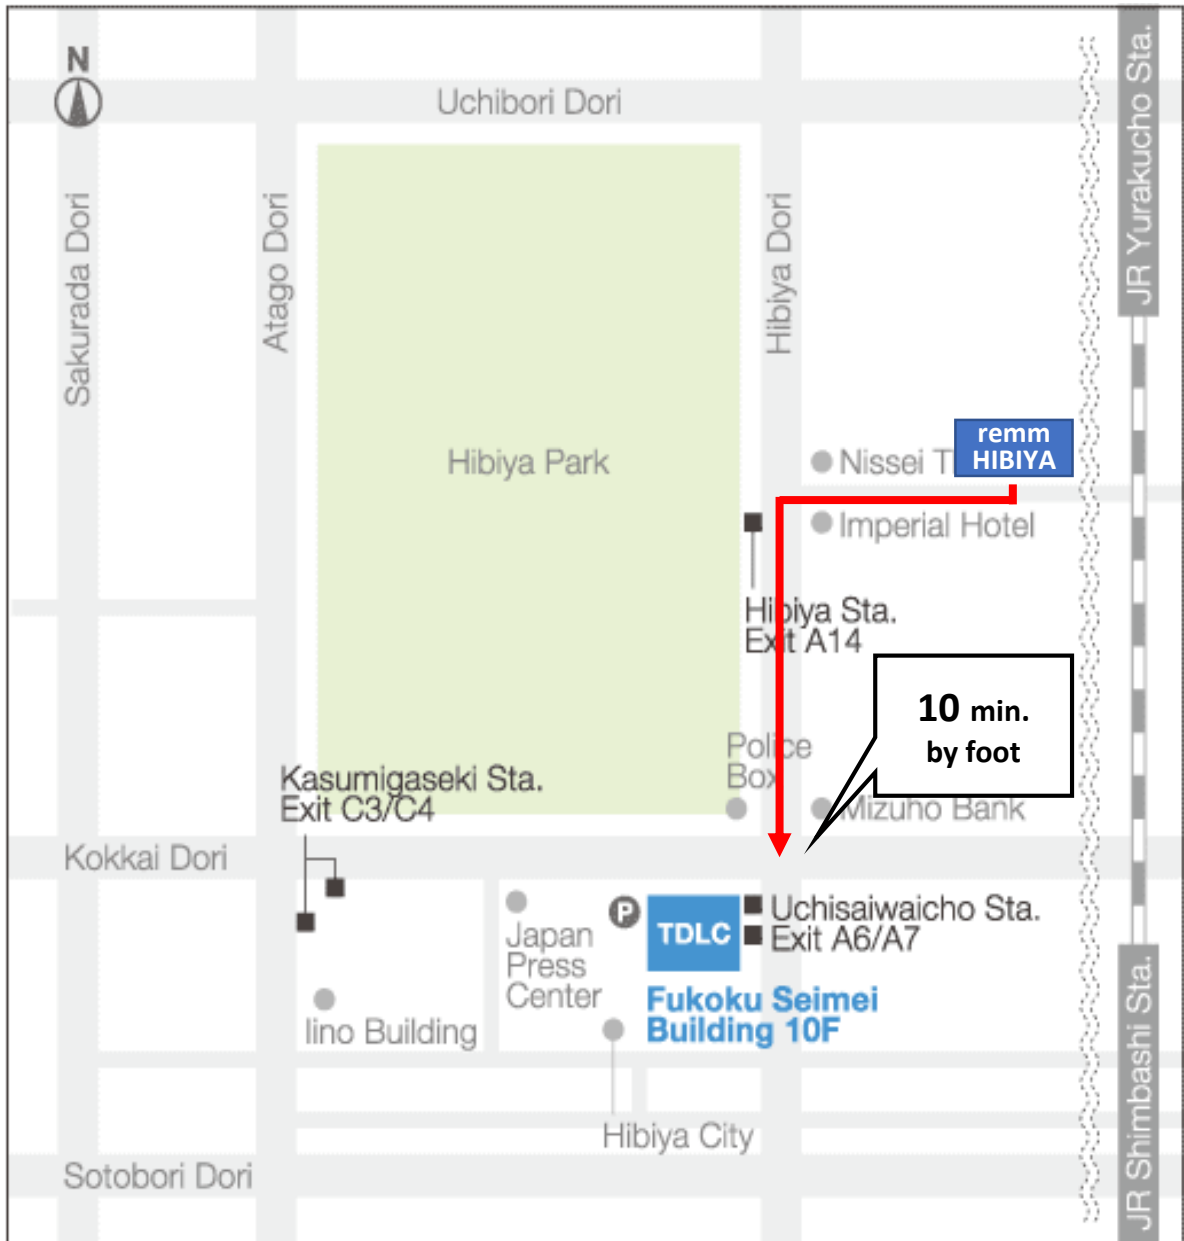 N
Uchibori Dori
JR Yurakucho Sta.
Sakurada Dori
Atago Dori
Hibiya Dori
remm
HIBIYA
Hibiya Park
Nissei
Imperial Hotel
Hibiya Sta.
Exit A14
10 min.
by foot
Police
Box
Kasumigaseki Sta.
Exit C3/C4
Mizuho Bank
Kokkai Dori
P
TDLC
Uchisaiwaicho Sta.
Exit A6/A7
Japan
Press
Center
Fukoku Seimei
Building 10F
Iino Building
Hibiya City
JR Shimbashi Sta.
Sotobori Dori